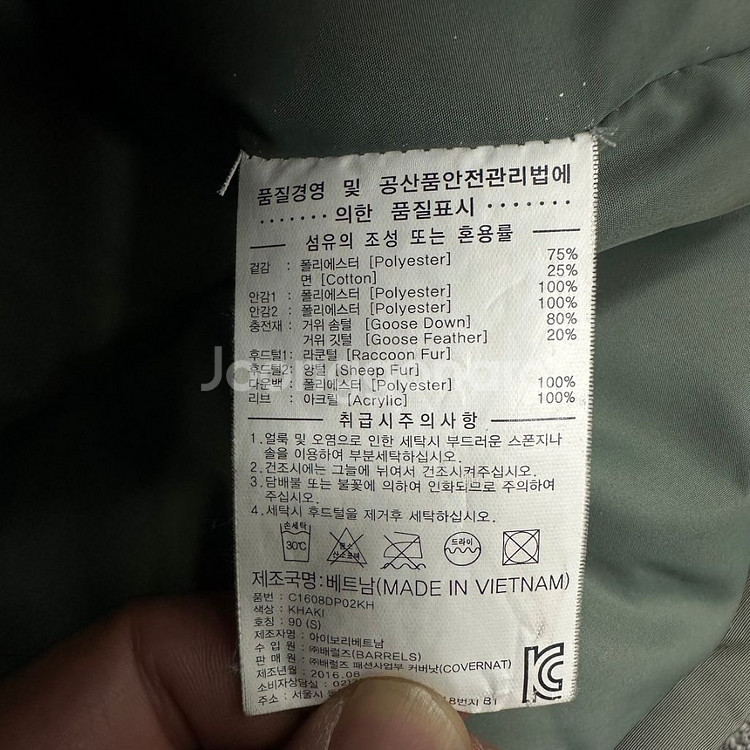 품질경영 및 공산품안전관리법에
의한 품질표시
섬유의 조성 또는 혼용률
겉감 : 폴리에스터 [Polyester] 75%
면 [Cotton] 25%
안감1 : 폴리에스터 [Polyester] 100%
안감2 : 폴리에스터 [Polyester] 100%
충전재 : 거위 솜털 [Goose Down] 80%
거위 깃털 [Goose Feather] 20%
후드털1: 라쿤털 [Raccoon Fur]
후드털2: 양털 [Sheep Fur]
다운백 : 폴리에스터 [Polyester] 100%
리브 : 아크릴 [Acrylic] 100%
취급시주의사항
1.얼룩 및 오염으로 인한 세탁시 부드러운 스폰지나
솔을 이용하여 부분세탁하십시오.
2.건조시에는 그늘에 뉘여서 건조시켜주십시오.
3.담배불 또는 불꽃에 의하여 인화되므로 주의하여
주십시오.
4.세탁시 후드털을 제거후 세탁하십시오.
손세탁 30℃ 염소 산소표백 드라이
제조국명:베트남(MADE IN VIETNAM)
품번 : C1608DP02KH
색상 : KHAKI
호칭 : 90 (S)
제조자명 : 아이보리베트남
수 입 원 : ㈜배럴즈(BARRELS)
판 매 원 : ㈜배럴즈 패션사업부 커버낫(COVERNAT)
제조년월 : 2016.08
소비자상담실 : 02)
주소 : 서울시 8번지 B1